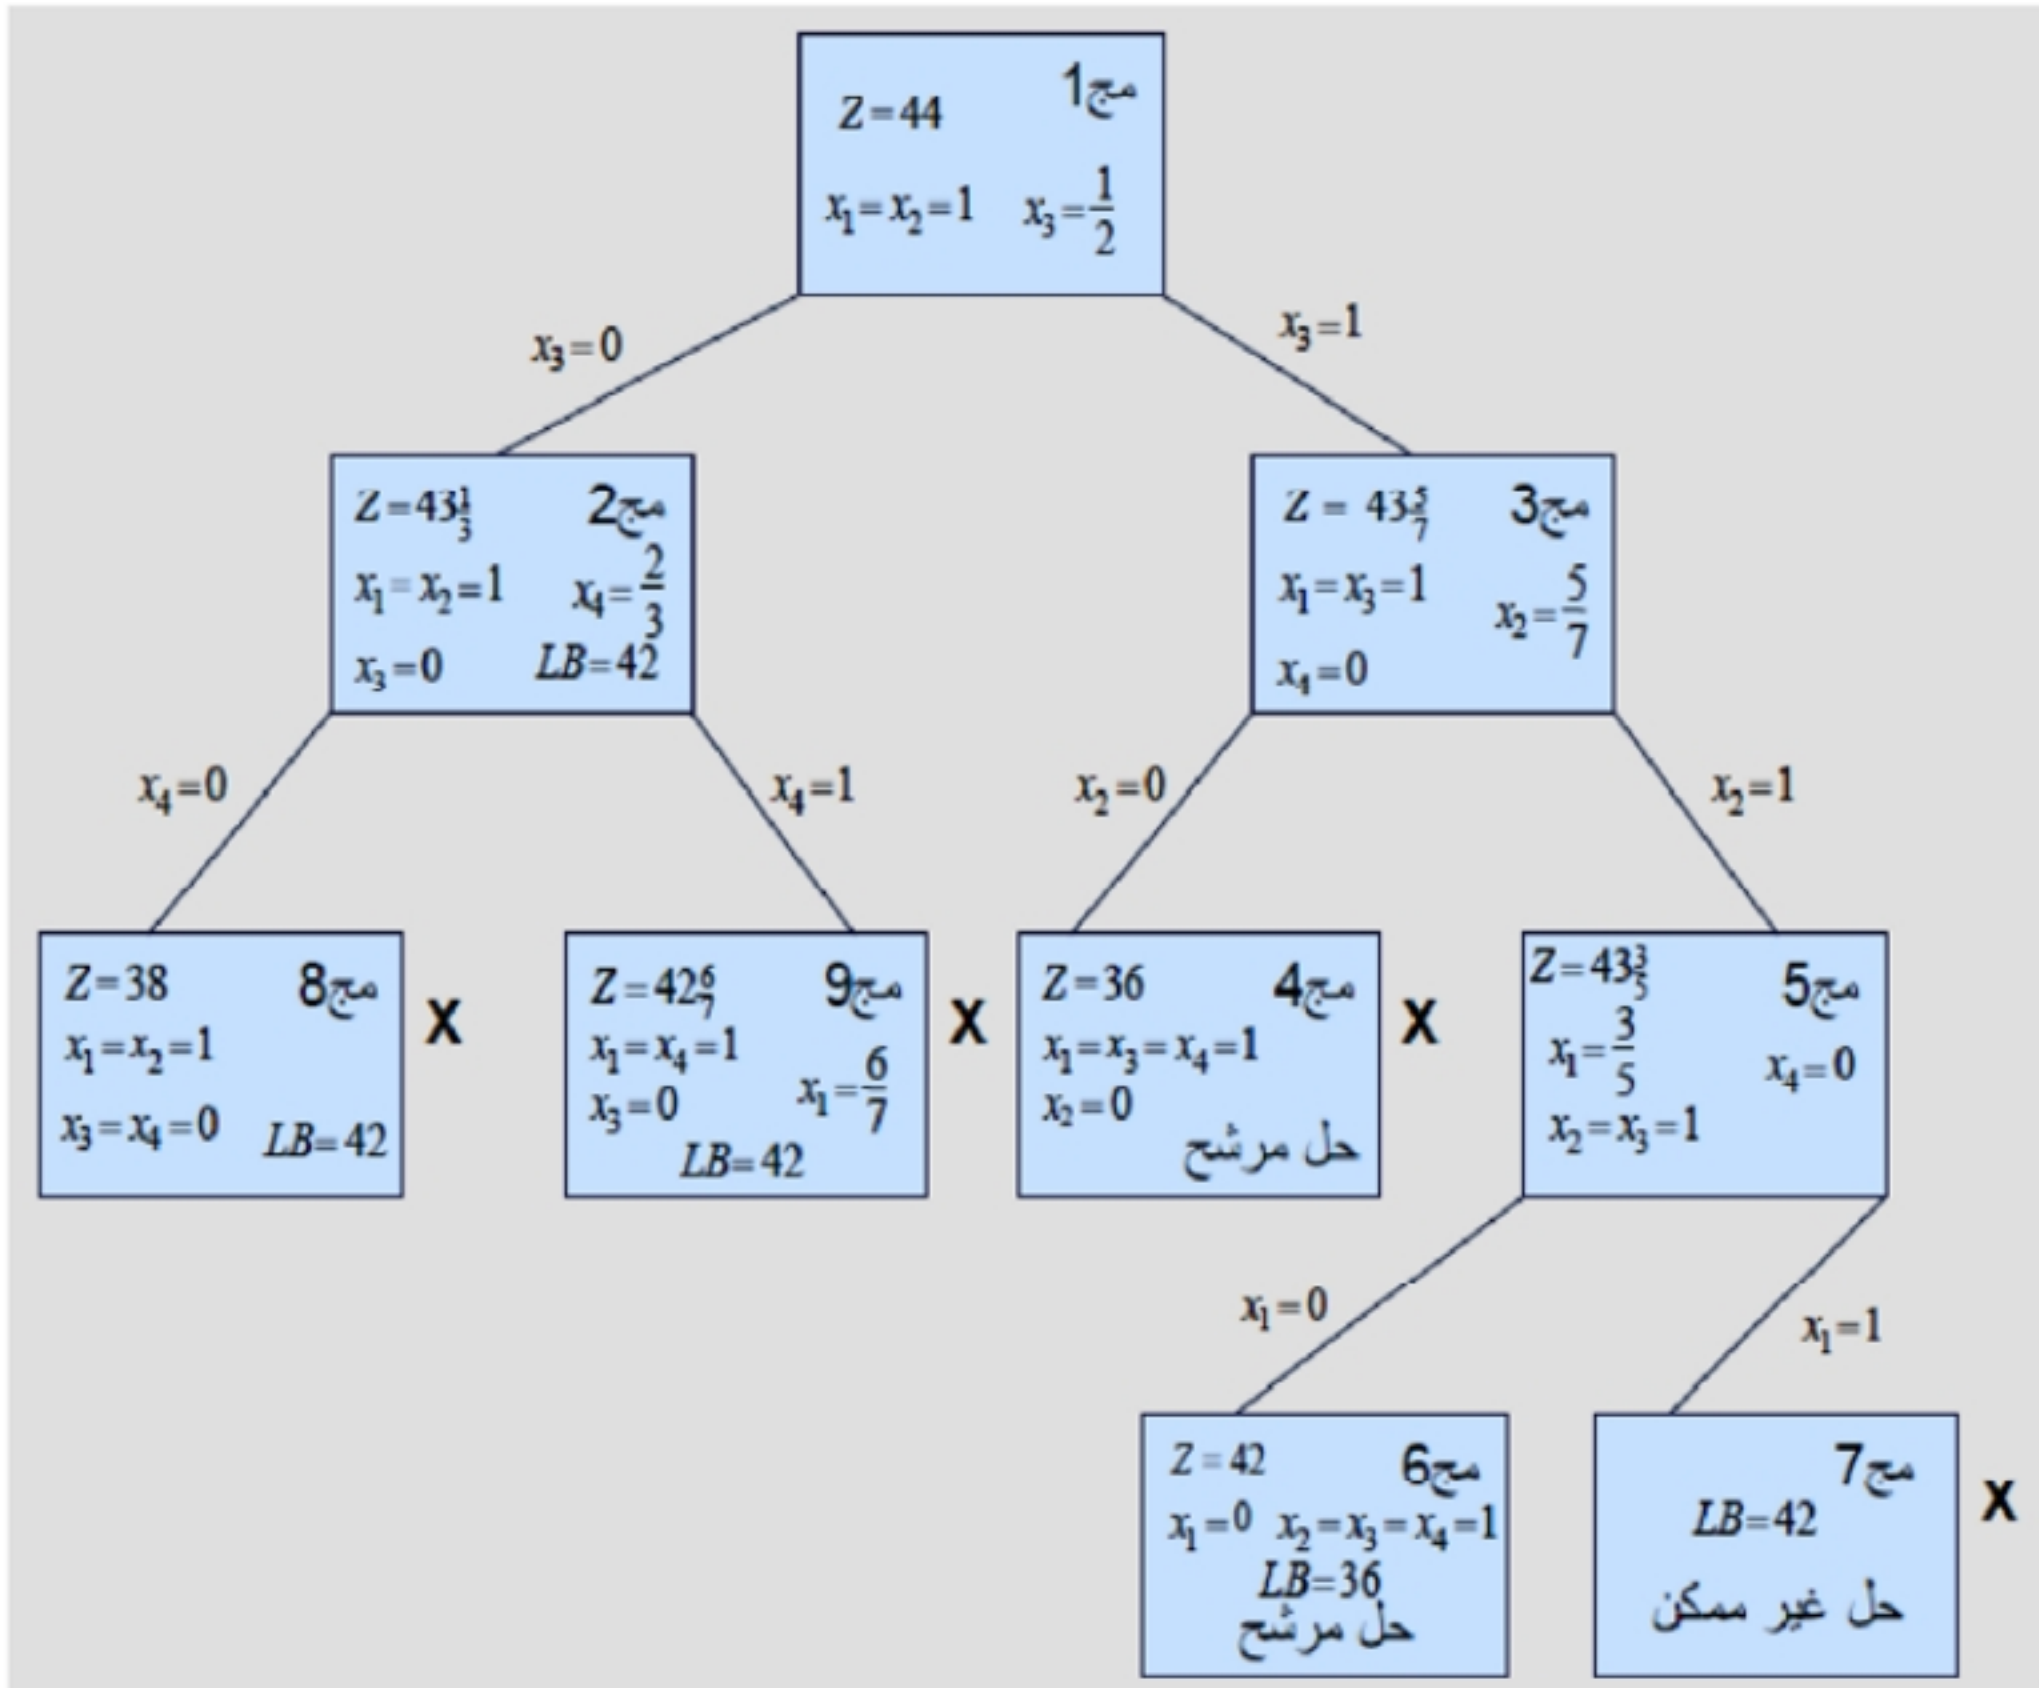 مج1
Z=44
x₁=x₂=1 x₃=1/2
x₃=0
x₃=1
Z=43 1/3 مج2
x₁=x₂=1 x₄=2/3
x₃=0 LB=42
Z= 43 5/7 مج3
x₁=x₃=1 x₂=5/7
x₄=0
x₄=0
x₄=1
x₂=0
x₂=1
Z=38 مج8
x₁=x₂=1
x₃=x₄=0 LB=42
X
Z=42 6/7 مج9
x₁=x₄=1
x₃=0 x₁=6/7
LB=42
X
Z=36 مج4
x₁=x₃=x₄=1
x₂=0
حل مرشح
X
Z=43 3/5 مج5
x₁=3/5 x₄=0
x₂=x₃=1
x₁=0
x₁=1
Z=42 مج6
x₁=0 x₂=x₃=x₄=1
LB=36
حل مرشح
مج7
LB=42
حل غير ممكن
X